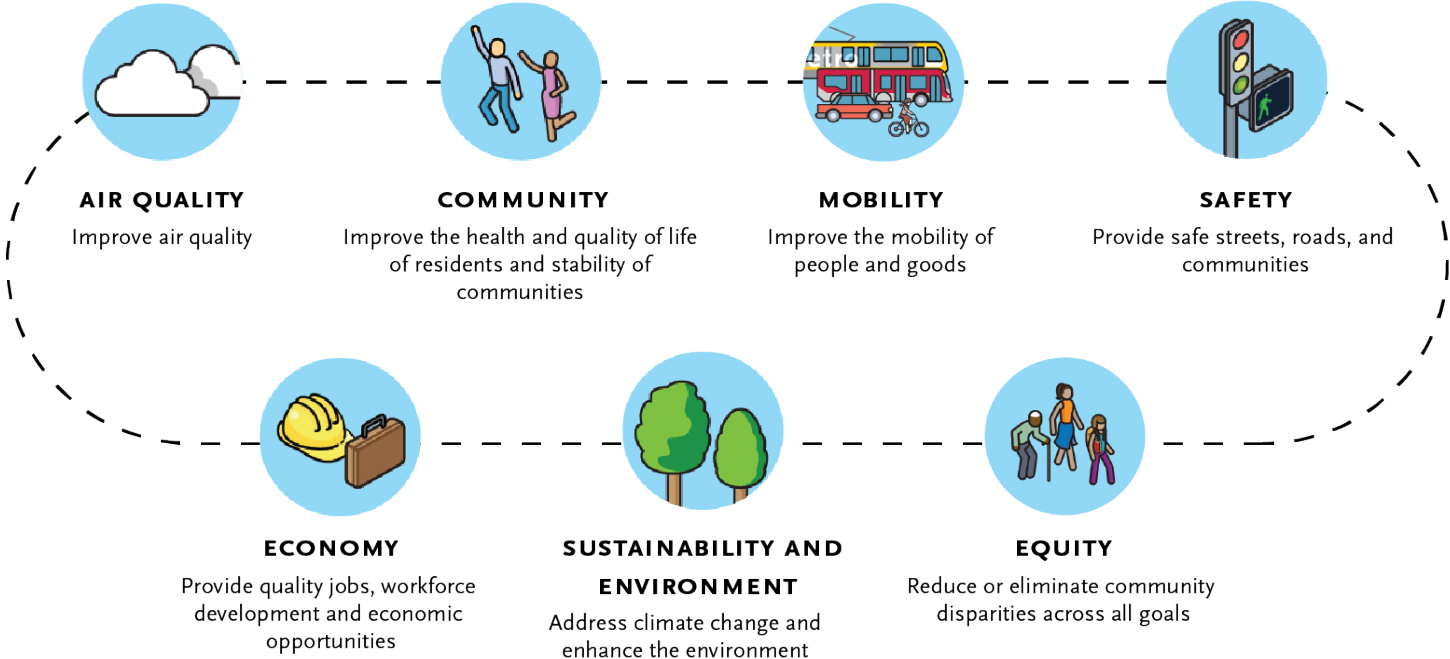 etro
AIR QUALITY
Improve air quality
COMMUNITY
Improve the health and quality of life
of residents and stability of
communities
MOBILITY
Improve the mobility of
people and goods
SAFETY
Provide safe streets, roads, and
communities
ECONOMY
Provide quality jobs, workforce
development and economic
opportunities
SUSTAINABILITY AND
ENVIRONMENT
Address climate change and
enhance the environment
EQUITY
Reduce or eliminate community
disparities across all goals